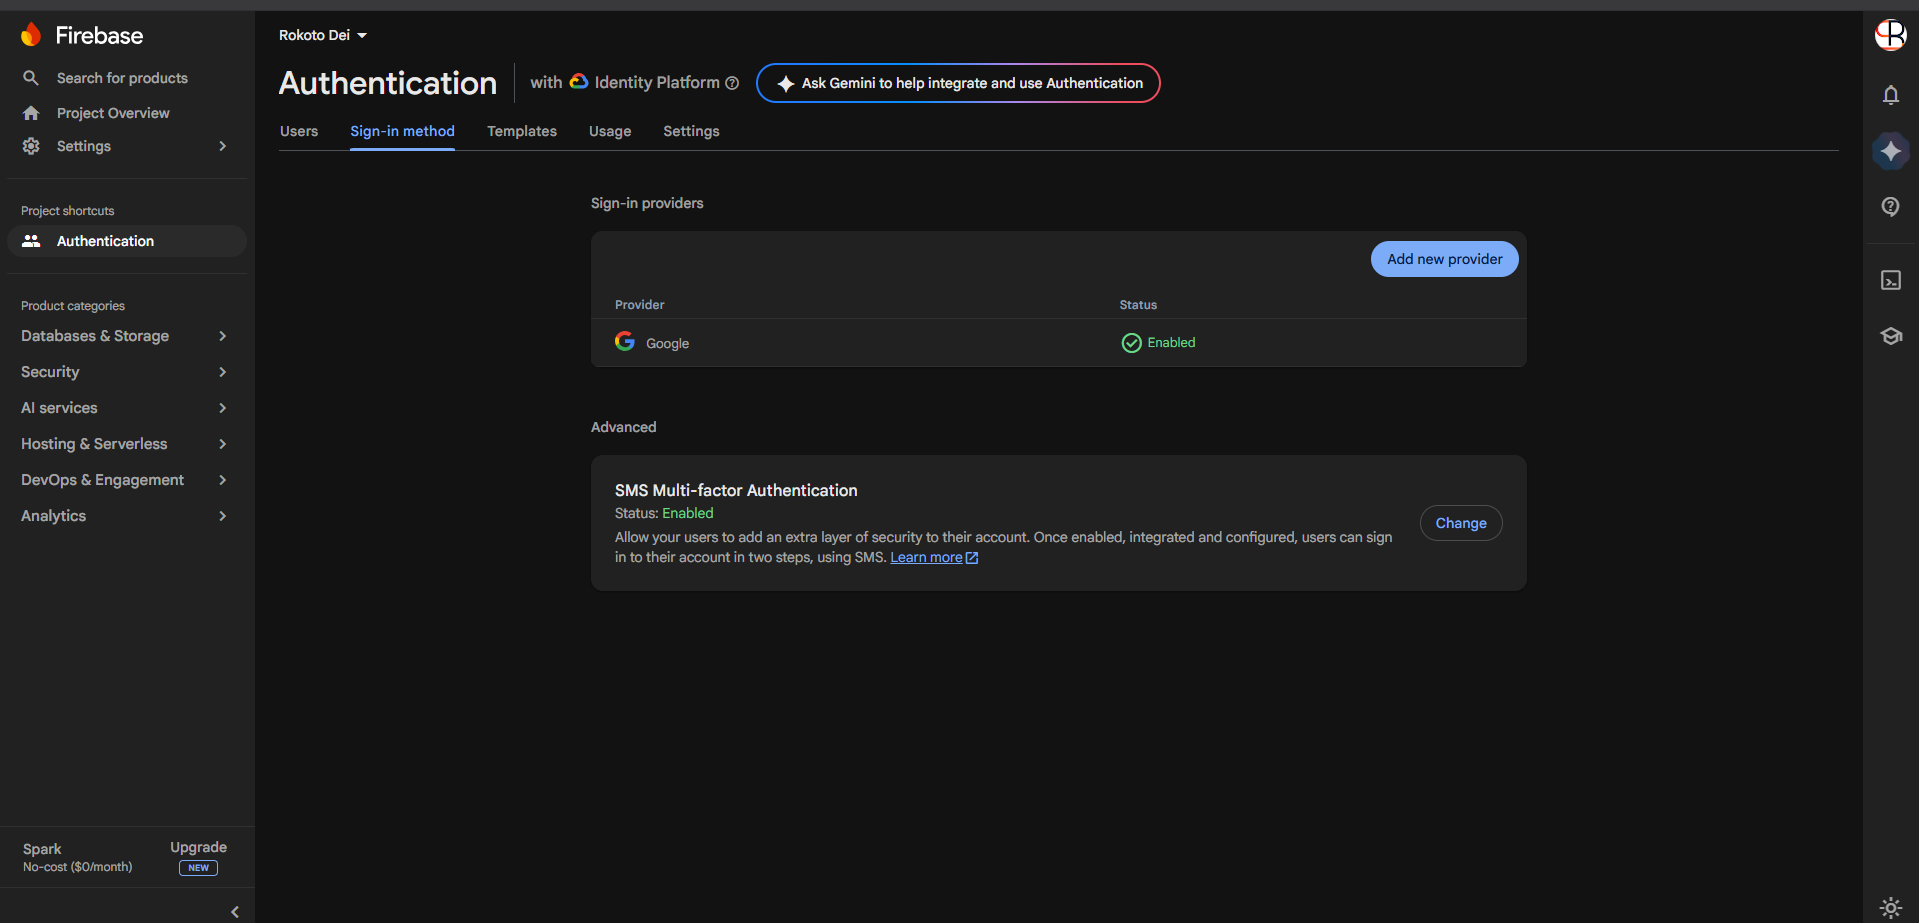 Firebase
Search for products
Project Overview
Settings
Project shortcuts
Authentication
Product categories
Databases & Storage
Security
AI services
Hosting & Serverless
DevOps & Engagement
Analytics
Spark
No-cost ($0/month)
Upgrade
NEW
Rokoto Dei
Authentication
with Identity Platform
Ask Gemini to help integrate and use Authentication
Users
Sign-in method
Templates
Usage
Settings
Sign-in providers
Add new provider
Provider
Status
Google
Enabled
Advanced
SMS Multi-factor Authentication
Status: Enabled
Allow your users to add an extra layer of security to their account. Once enabled, integrated and configured, users can sign
in to their account in two steps, using SMS. Learn more
Change